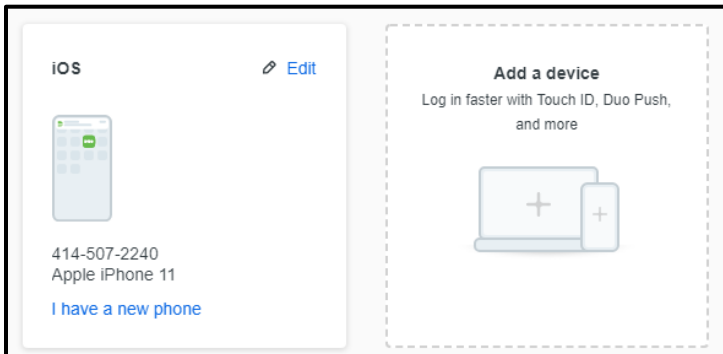 iOS
Edit
414-507-2240
Apple iPhone 11
I have a new phone
Add a device
Log in faster with Touch ID, Duo Push,
and more